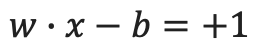 w · x − b = +1